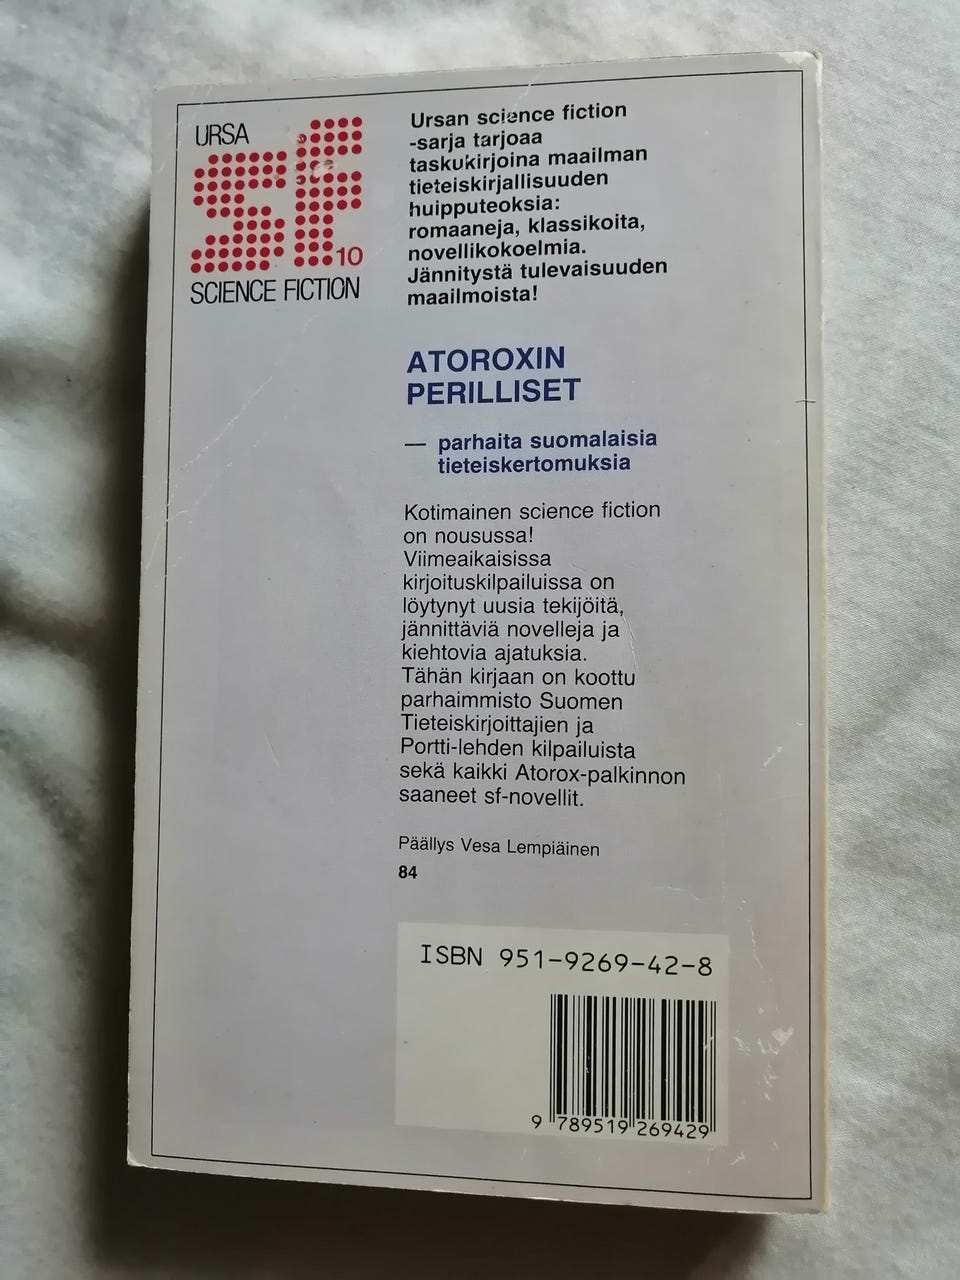 URSA
sf
10
SCIENCE FICTION
Ursan science fiction
-sarja tarjoaa
taskukirjoina maailman
tieteiskirjallisuuden
huipputeoksia:
romaaneja, klassikoita,
novellikokoelmia.
Jännitystä tulevaisuuden
maailmoista!
ATOROXIN
PERILLISET
— parhaita suomalaisia
tieteiskertomuksia
Kotimainen science fiction
on nousussa!
Viimeaikaisissa
kirjoituskilpailuissa on
löytynyt uusia tekijöitä,
jännittäviä novelleja ja
kiehtovia ajatuksia.
Tähän kirjaan on koottu
parhaimmisto Suomen
Tieteiskirjoittajien ja
Portti-lehden kilpailuista
sekä kaikki Atorox-palkinnon
saaneet sf-novellit.
Päällys Vesa Lempiäinen
84
ISBN 951-9269-42-8
9 789519 269429